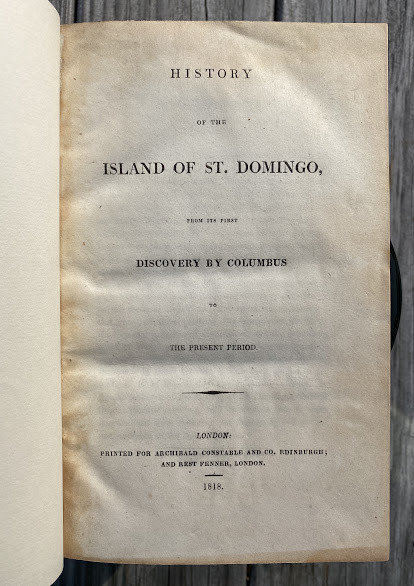 HISTORY
OF THE
ISLAND OF ST. DOMINGO,
FROM ITS FIRST
DISCOVERY BY COLUMBUS
TO
THE PRESENT PERIOD.
LONDON:
PRINTED FOR ARCHIBALD CONSTABLE AND CO. EDINBURGH;
AND REST FENNER, LONDON.
1818.